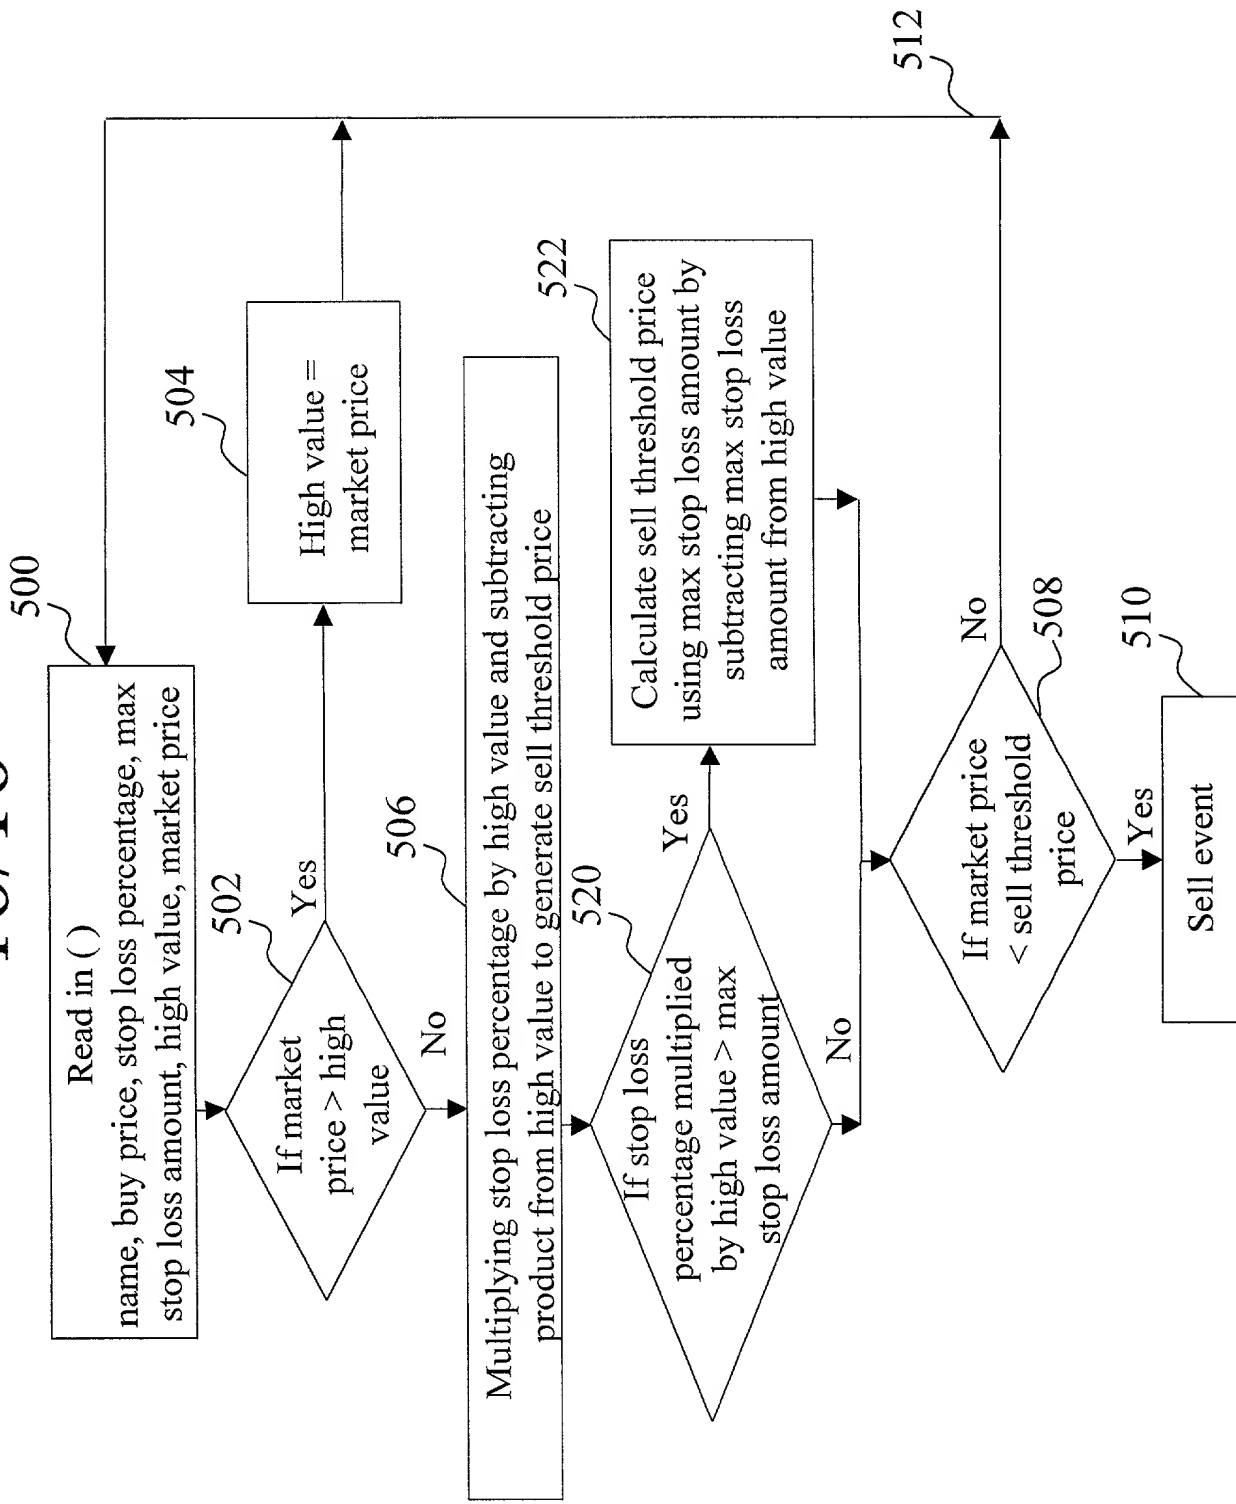 500
Read in ( )
name, buy price, stop loss percentage, max
stop loss amount, high value, market price
502
If market
price > high
value
Yes
No
504
High value =
market price
506
Multiplying stop loss percentage by high value and subtracting
product from high value to generate sell threshold price
520
If stop loss
percentage multiplied
by high value > max
stop loss amount
Yes
No
522
Calculate sell threshold price
using max stop loss amount by
subtracting max stop loss
amount from high value
508
If market price
< sell threshold
price
No
Yes
512
510
Sell event